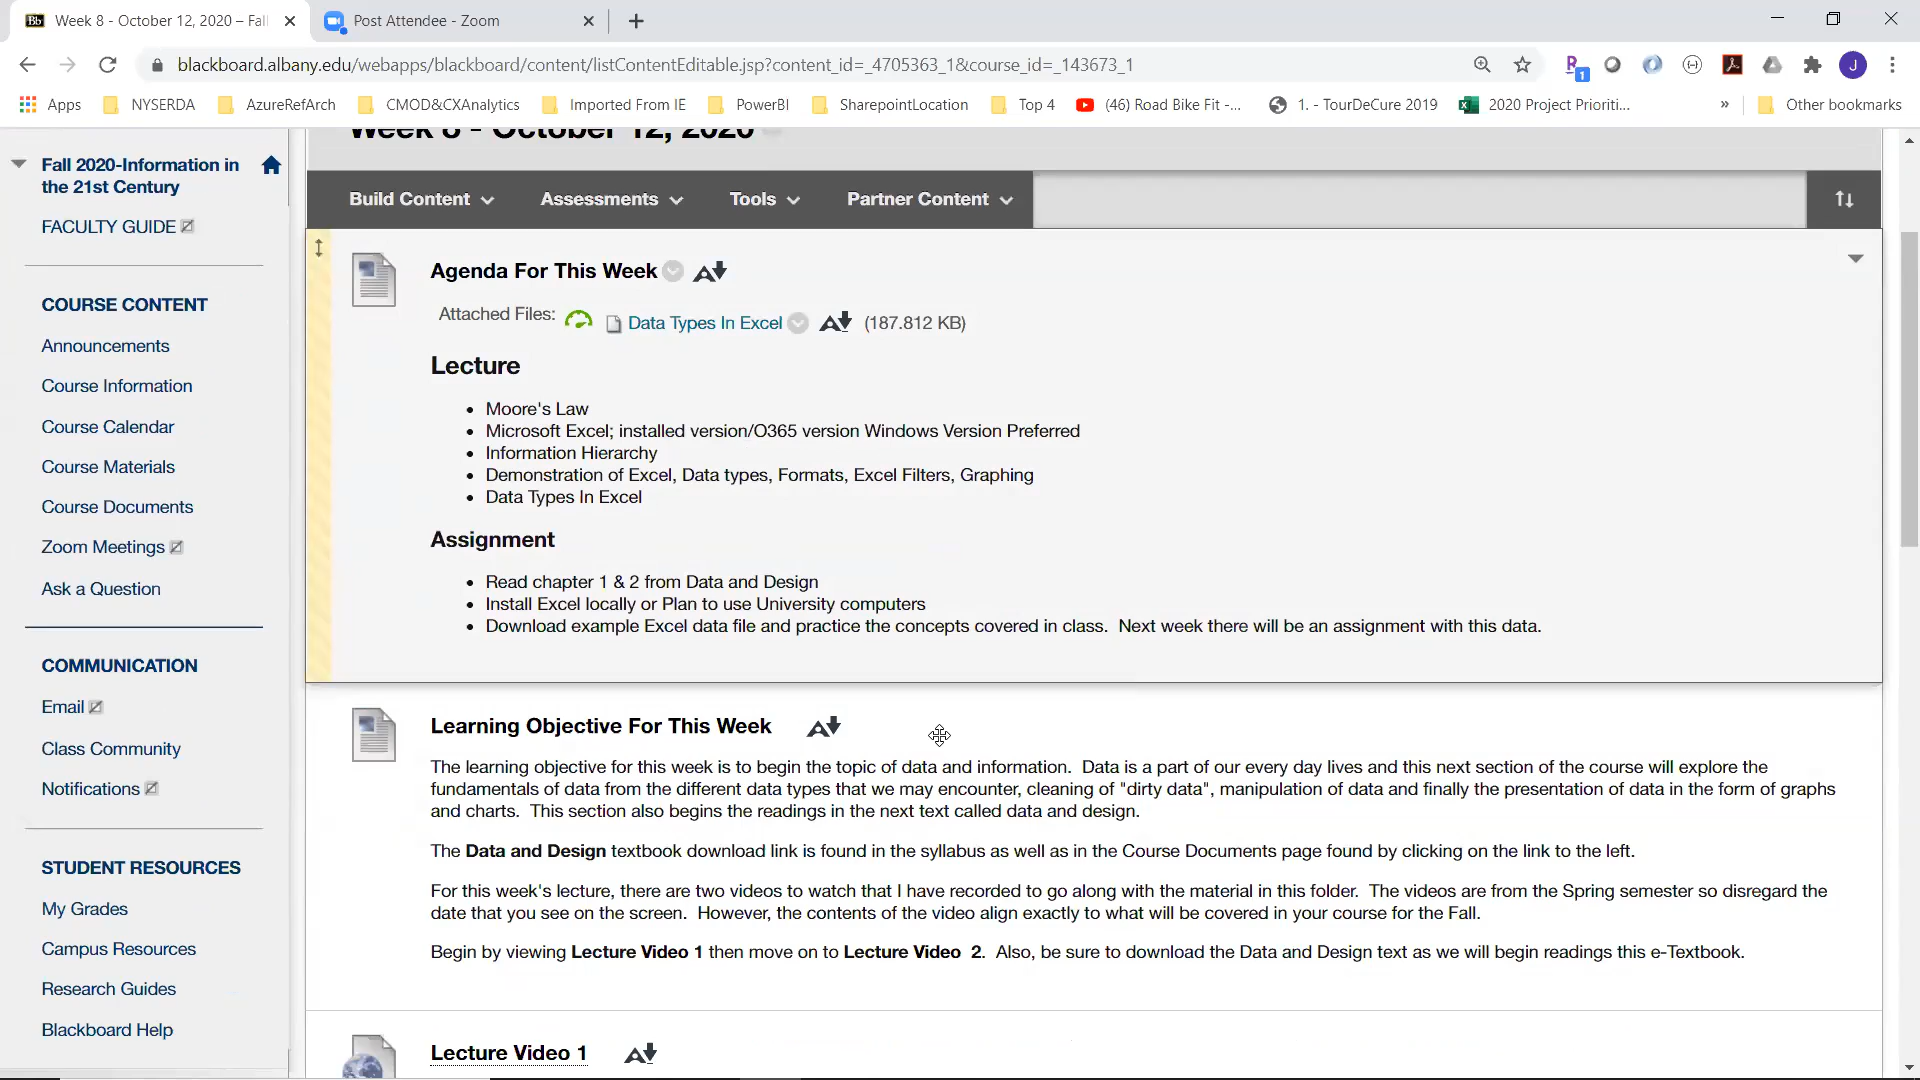 Week 8 - October 12, 2020 – Fall
Post Attendee - Zoom
blackboard.albany.edu/webapps/blackboard/content/listContentEditable.jsp?content_id=_4705363_1&course_id=_143673_1
1
J
Apps
NYSERDA
AzureRefArch
CMOD&CXAnalytics
Imported From IE
PowerBI
SharepointLocation
Top 4
(46) Road Bike Fit -...
1. - TourDeCure 2019
2020 Project Prioriti...
»
Other bookmarks
Fall 2020-Information in
the 21st Century
FACULTY GUIDE
COURSE CONTENT
Announcements
Course Information
Course Calendar
Course Materials
Course Documents
Zoom Meetings
Ask a Question
COMMUNICATION
Email
Class Community
Notifications
STUDENT RESOURCES
My Grades
Campus Resources
Research Guides
Blackboard Help
Week 8 - October 12, 2020
Build Content
Assessments
Tools
Partner Content
Agenda For This Week
Attached Files: Data Types In Excel (187.812 KB)
Lecture
• Moore's Law
• Microsoft Excel; installed version/O365 version Windows Version Preferred
• Information Hierarchy
• Demonstration of Excel, Data types, Formats, Excel Filters, Graphing
• Data Types In Excel
Assignment
• Read chapter 1 & 2 from Data and Design
• Install Excel locally or Plan to use University computers
• Download example Excel data file and practice the concepts covered in class.  Next week there will be an assignment with this data.
Learning Objective For This Week
The learning objective for this week is to begin the topic of data and information.  Data is a part of our every day lives and this next section of the course will explore the
fundamentals of data from the different data types that we may encounter, cleaning of "dirty data", manipulation of data and finally the presentation of data in the form of graphs
and charts.  This section also begins the readings in the next text called data and design.
The Data and Design textbook download link is found in the syllabus as well as in the Course Documents page found by clicking on the link to the left.
For this week's lecture, there are two videos to watch that I have recorded to go along with the material in this folder.  The videos are from the Spring semester so disregard the
date that you see on the screen.  However, the contents of the video align exactly to what will be covered in your course for the Fall.
Begin by viewing Lecture Video 1 then move on to Lecture Video  2.  Also, be sure to download the Data and Design text as we will begin readings this e-Textbook.
Lecture Video 1